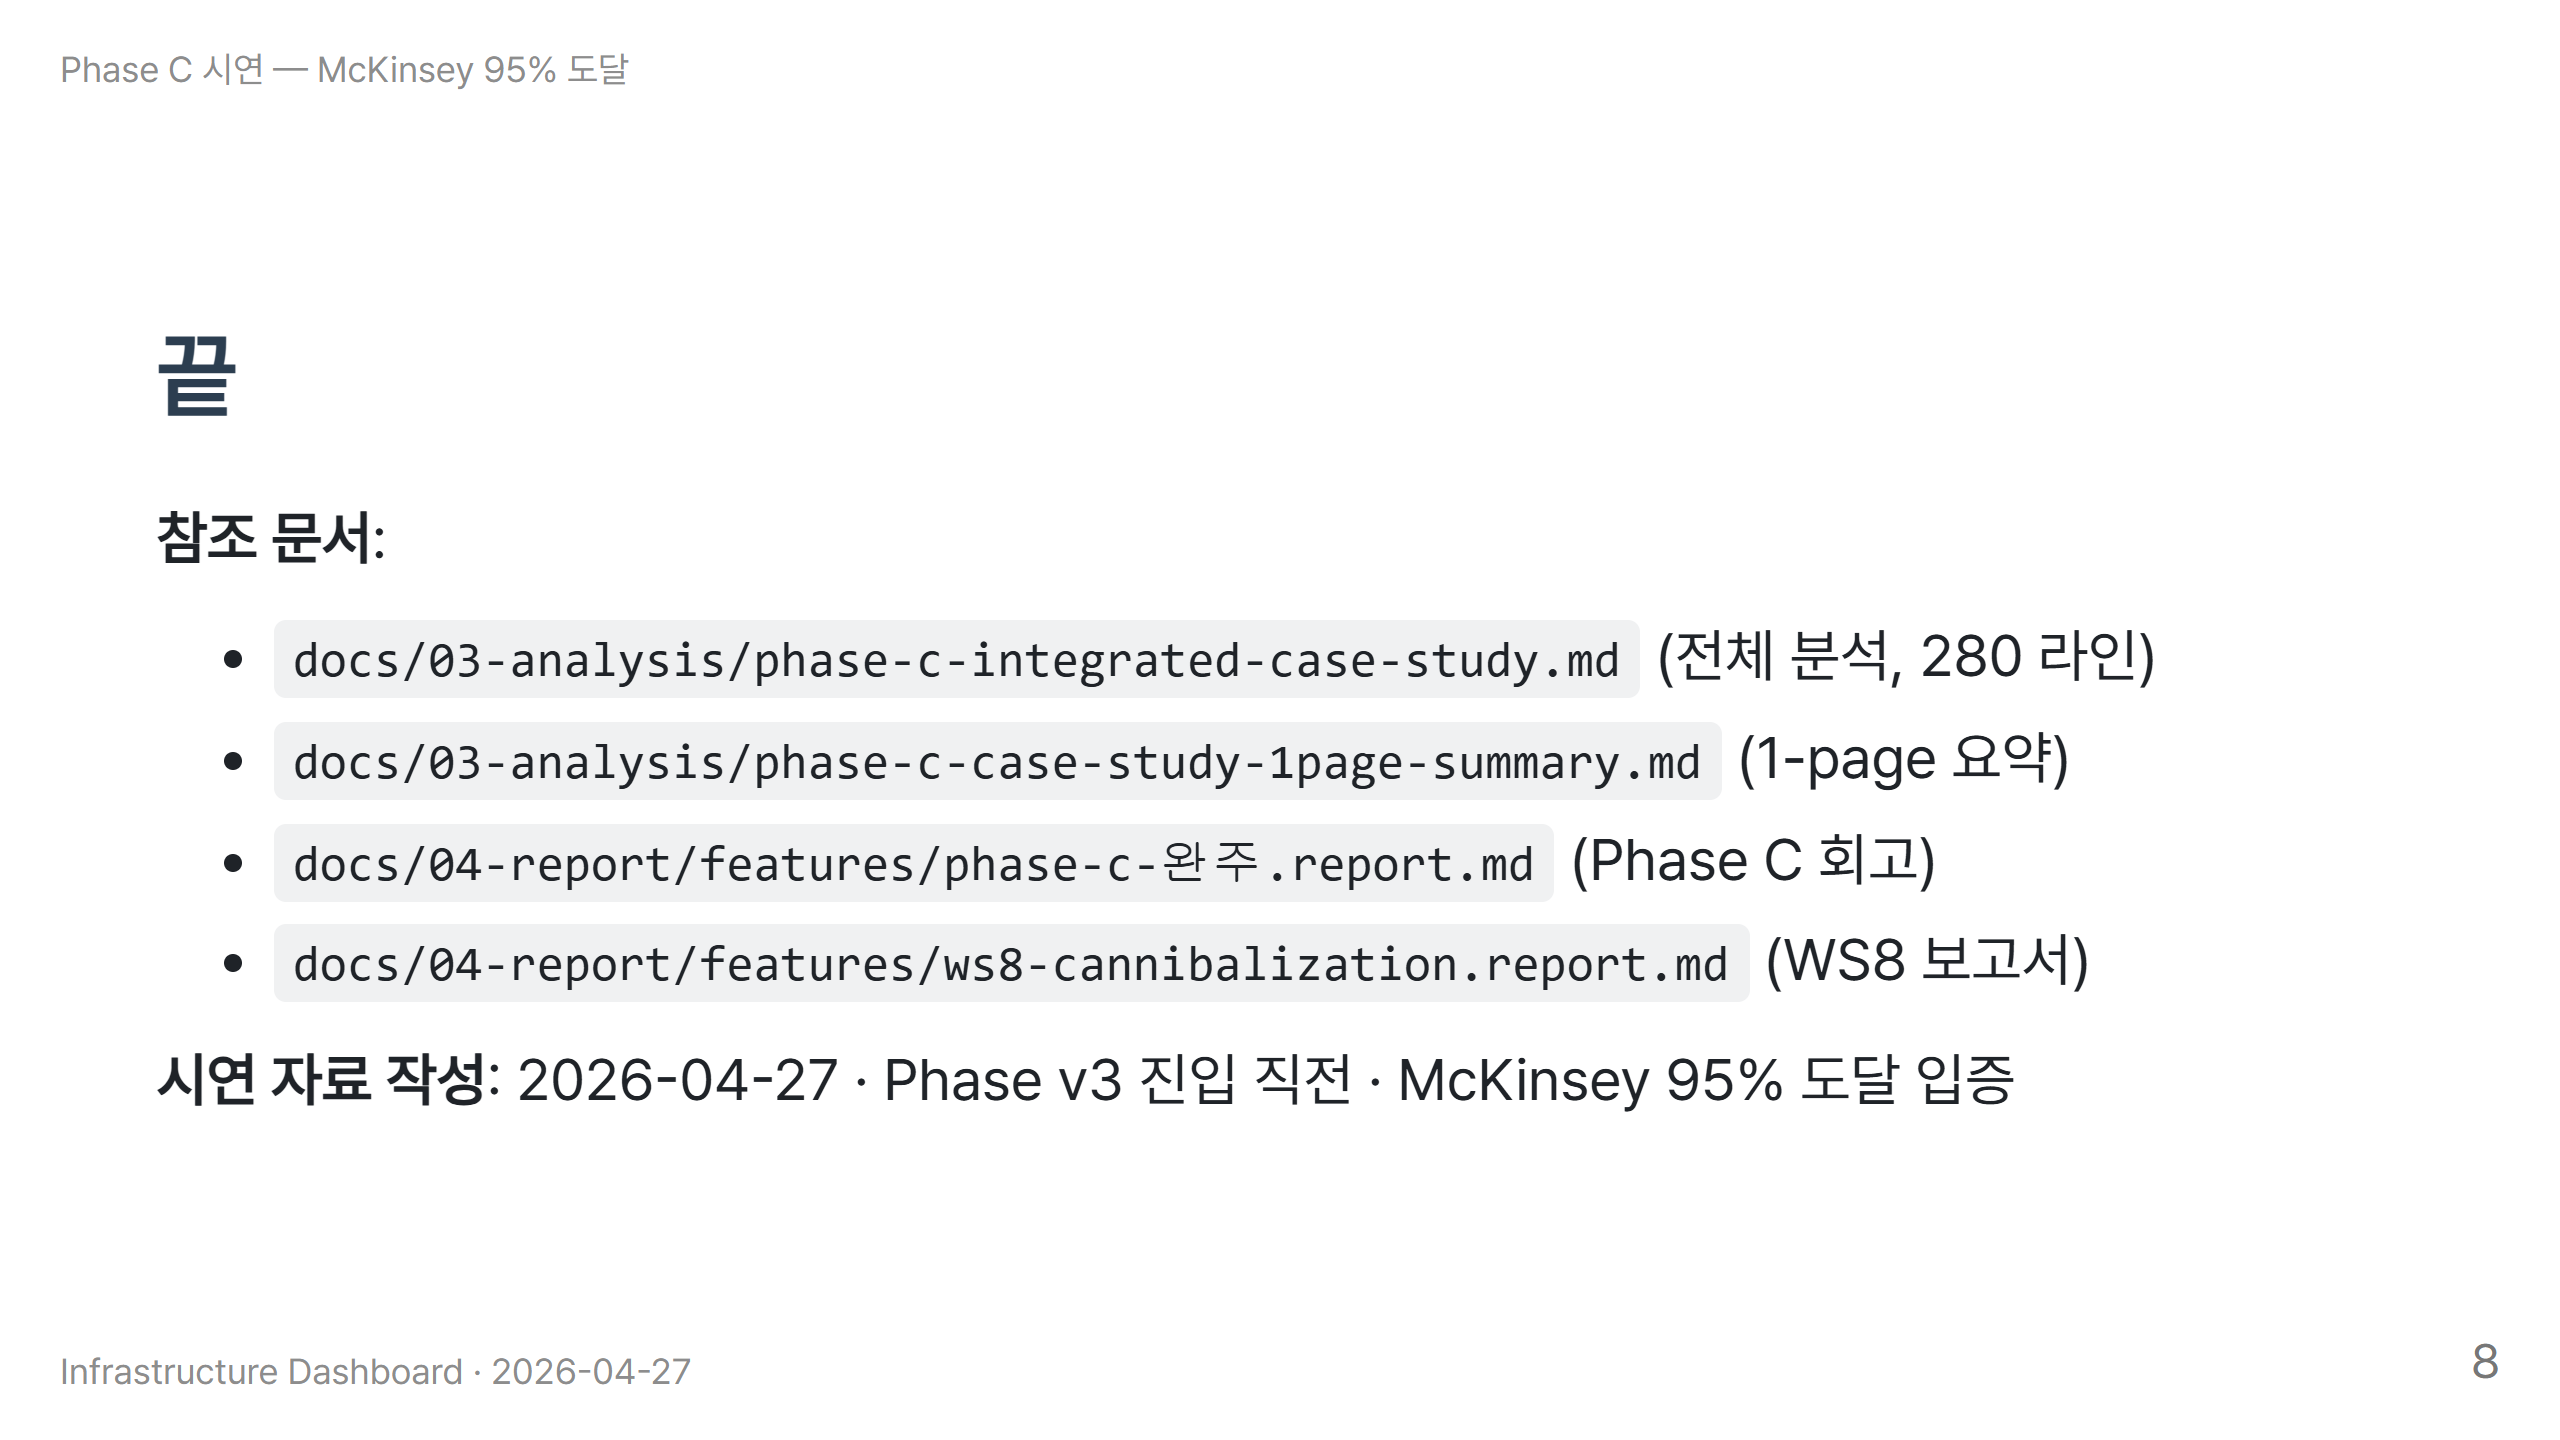 Phase C 시연 — McKinsey 95% 도달
끝
참조 문서:
• docs/03-analysis/phase-c-integrated-case-study.md (전체 분석, 280 라인)
• docs/03-analysis/phase-c-case-study-1page-summary.md (1-page 요약)
• docs/04-report/features/phase-c-완주.report.md (Phase C 회고)
• docs/04-report/features/ws8-cannibalization.report.md (WS8 보고서)
시연 자료 작성: 2026-04-27 · Phase v3 진입 직전 · McKinsey 95% 도달 입증
Infrastructure Dashboard · 2026-04-27
8